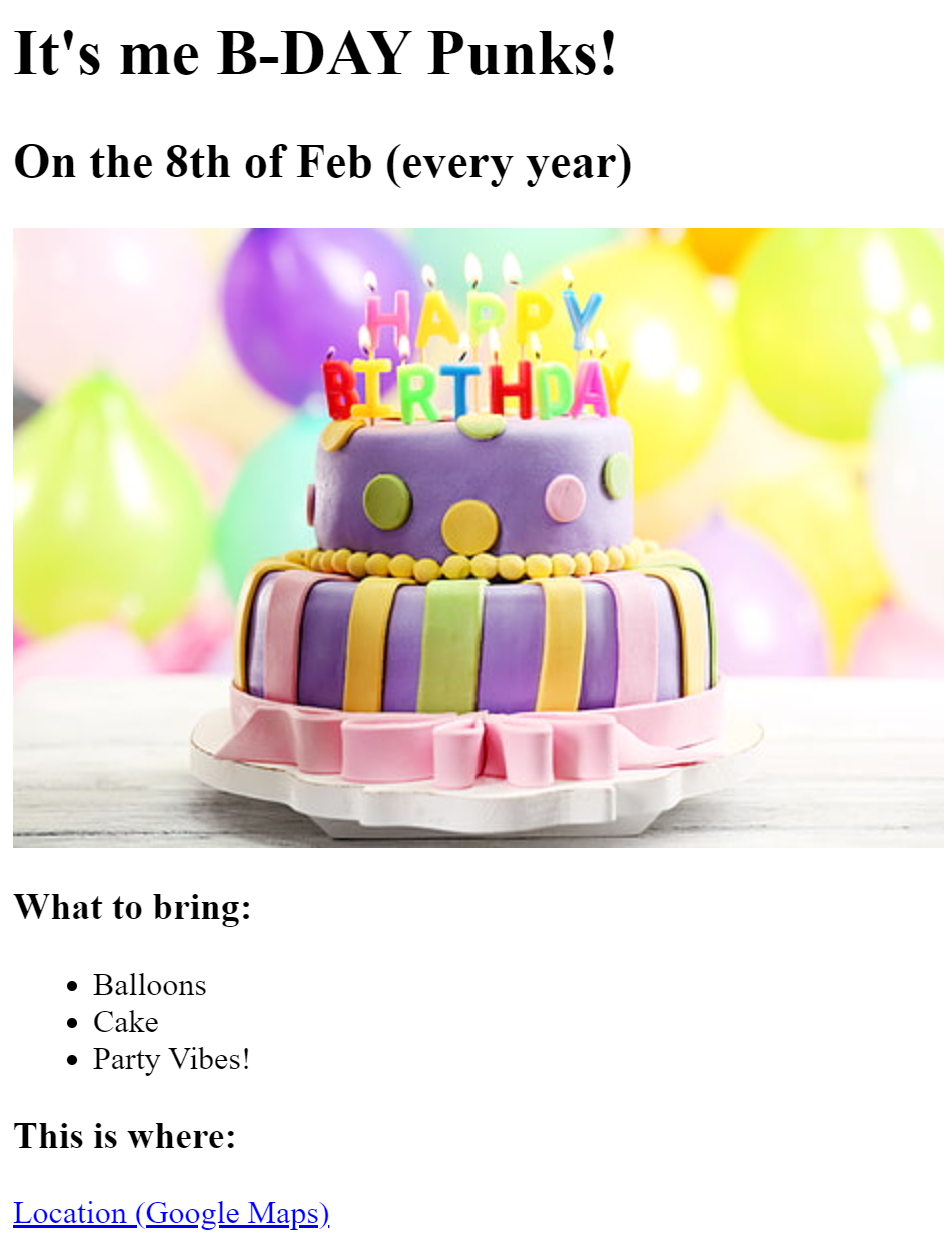 It's me B-DAY Punks!
On the 8th of Feb (every year)
HAPPY
BIRTHDAY
What to bring:
Balloons
Cake
Party Vibes!
This is where:
Location (Google Maps)